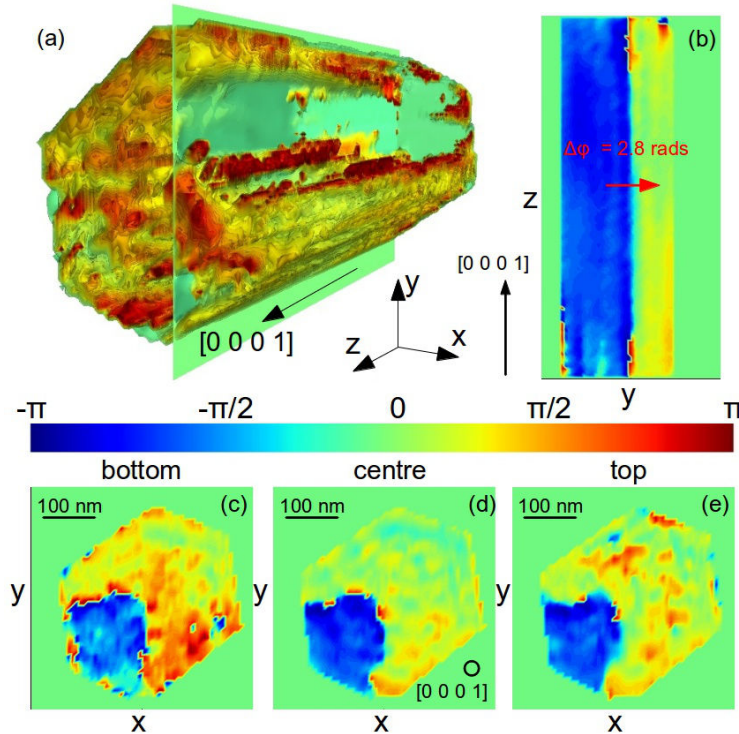 (a)
(b)
Δφ = 2.8 rads
z
[0 0 0 1]
y
x
z
[0 0 0 1]
y
-π -π/2 0 π/2 π
bottom centre top
100 nm (c) 100 nm (d) 100 nm (e)
y y y
[0 0 0 1]
x x x